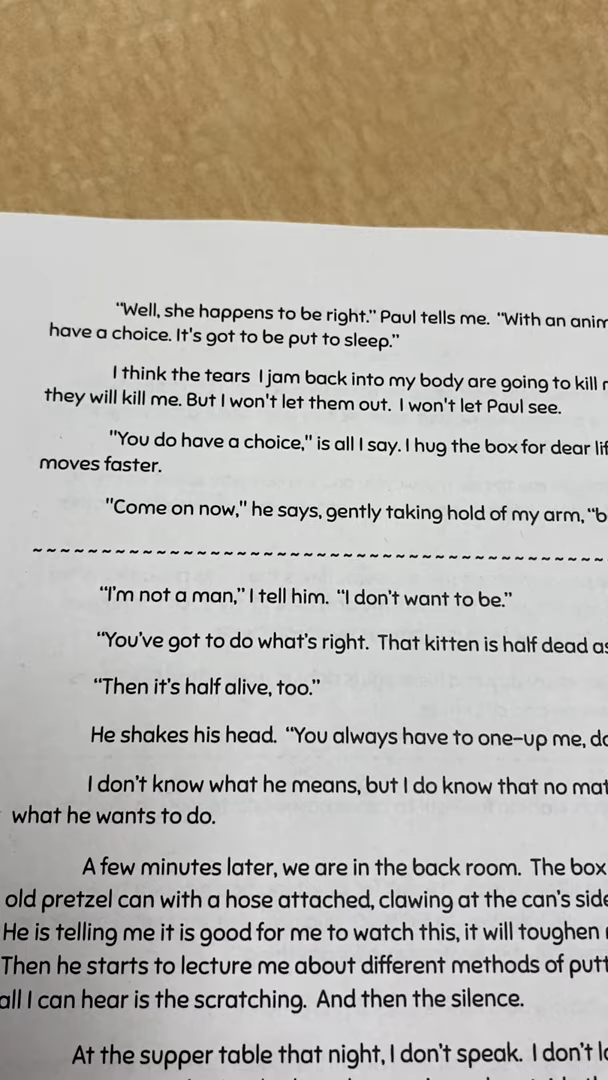 “Well, she happens to be right.” Paul tells me. “With an anim
have a choice. It's got to be put to sleep.”
I think the tears I jam back into my body are going to kill
they will kill me. But I won't let them out. I won't let Paul see.
"You do have a choice," is all I say. I hug the box for dear lif
moves faster.
"Come on now," he says, gently taking hold of my arm, “b
~~~~~~~~~~~~~~~~~~~~~~~~~~~~~~~~~~~~~~~~~~~~~~~~~~
“I’m not a man,” I tell him. “I don’t want to be.”
“You’ve got to do what’s right. That kitten is half dead as
“Then it’s half alive, too.”
He shakes his head. “You always have to one-up me, do
I don’t know what he means, but I do know that no mat
what he wants to do.
A few minutes later, we are in the back room. The box
old pretzel can with a hose attached, clawing at the can’s side
He is telling me it is good for me to watch this, it will toughen
Then he starts to lecture me about different methods of putt
all I can hear is the scratching. And then the silence.
At the supper table that night, I don’t speak. I don’t lo